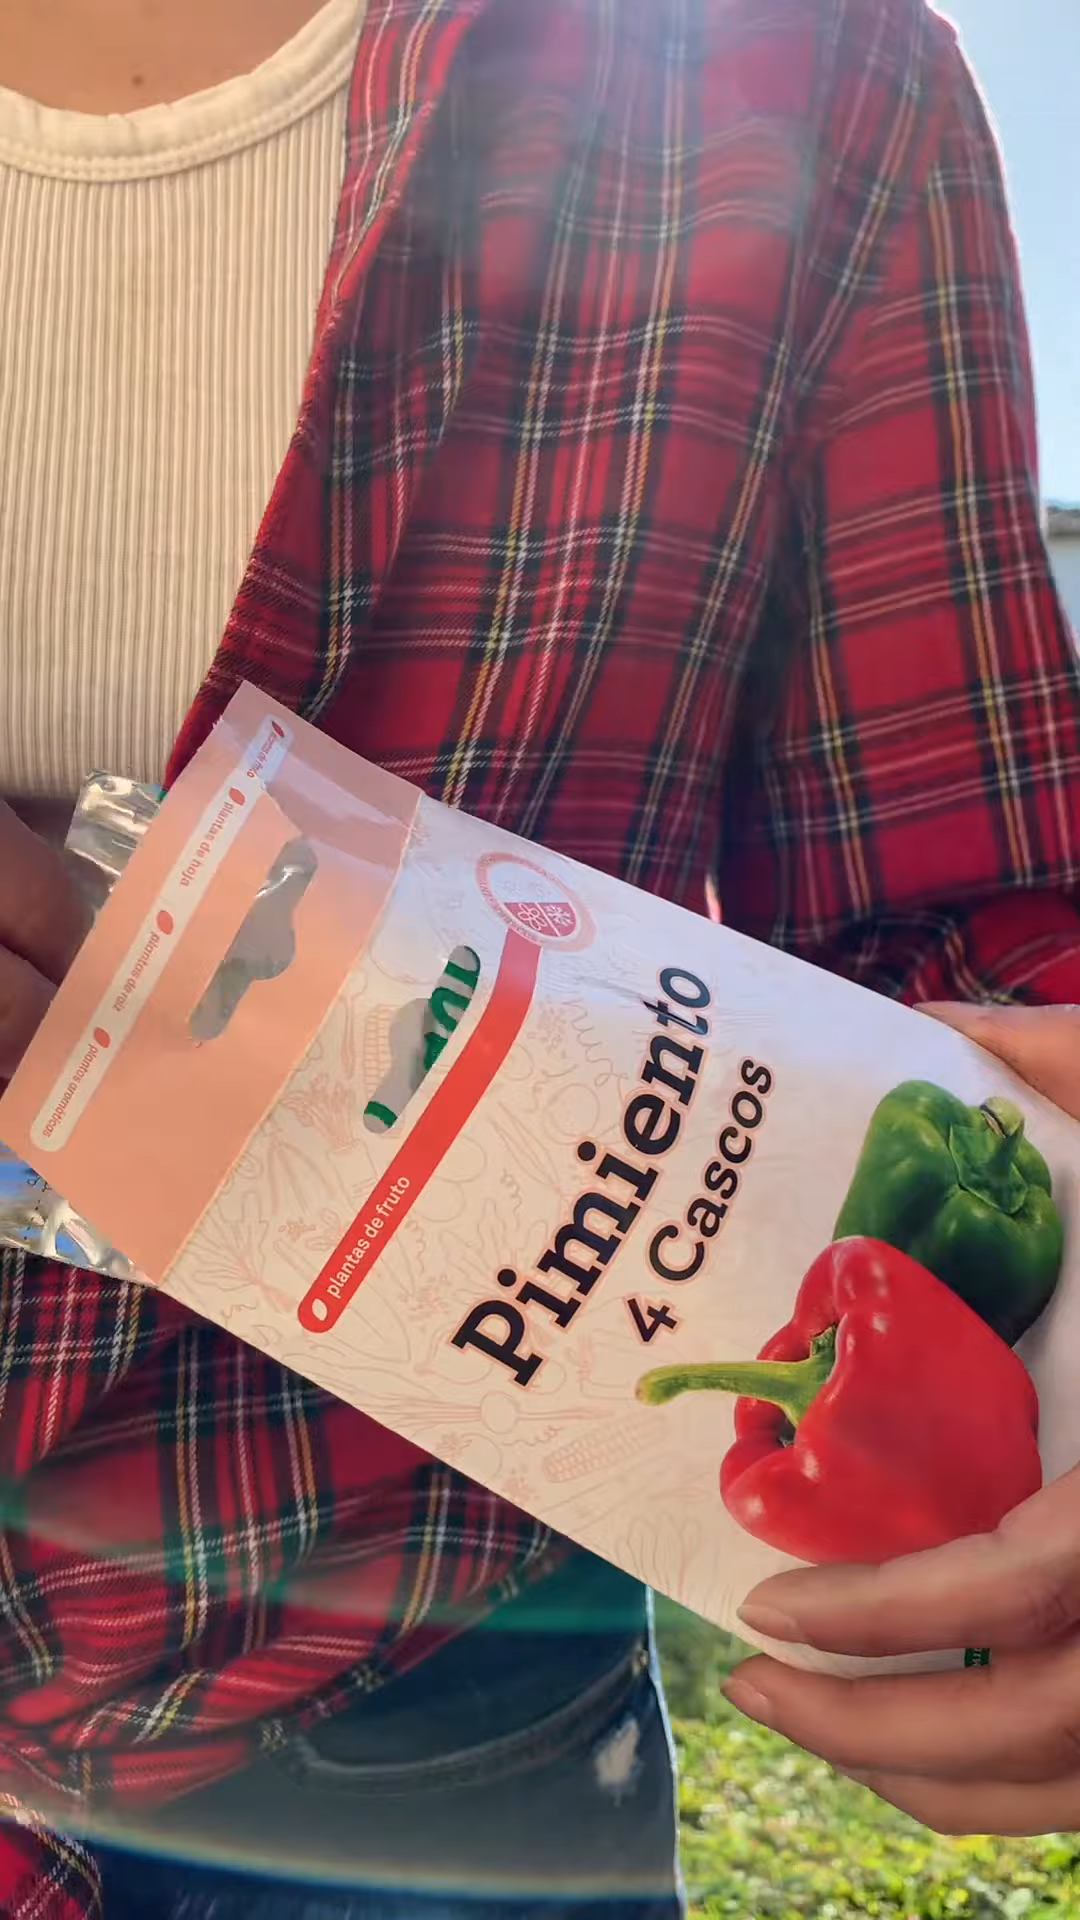 plantas de hoja
plantas de raíz
plantas aromáticas
plantas de fruto
Pimiento
4 Cascos